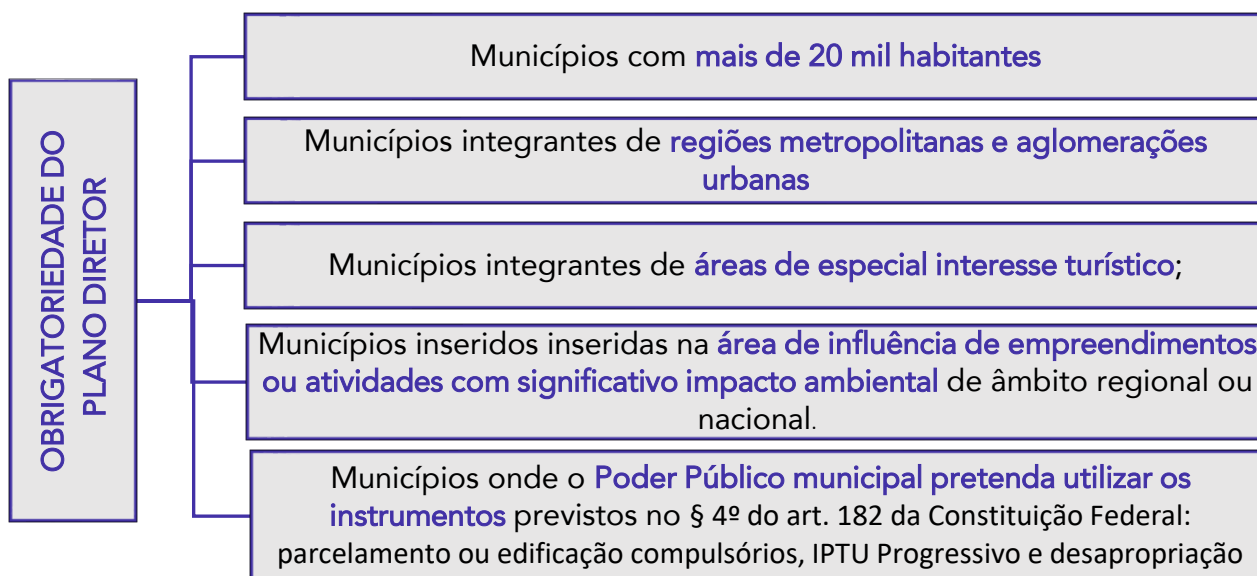 OBRIGATORIEDADE DO
PLANO DIRETOR
Municípios com mais de 20 mil habitantes
Municípios integrantes de regiões metropolitanas e aglomerações
urbanas
Municípios integrantes de áreas de especial interesse turístico;
Municípios inseridos inseridas na área de influência de empreendimentos
ou atividades com significativo impacto ambiental de âmbito regional ou
nacional.
Municípios onde o Poder Público municipal pretenda utilizar os
instrumentos previstos no § 4º do art. 182 da Constituição Federal:
parcelamento ou edificação compulsórios, IPTU Progressivo e desapropriação